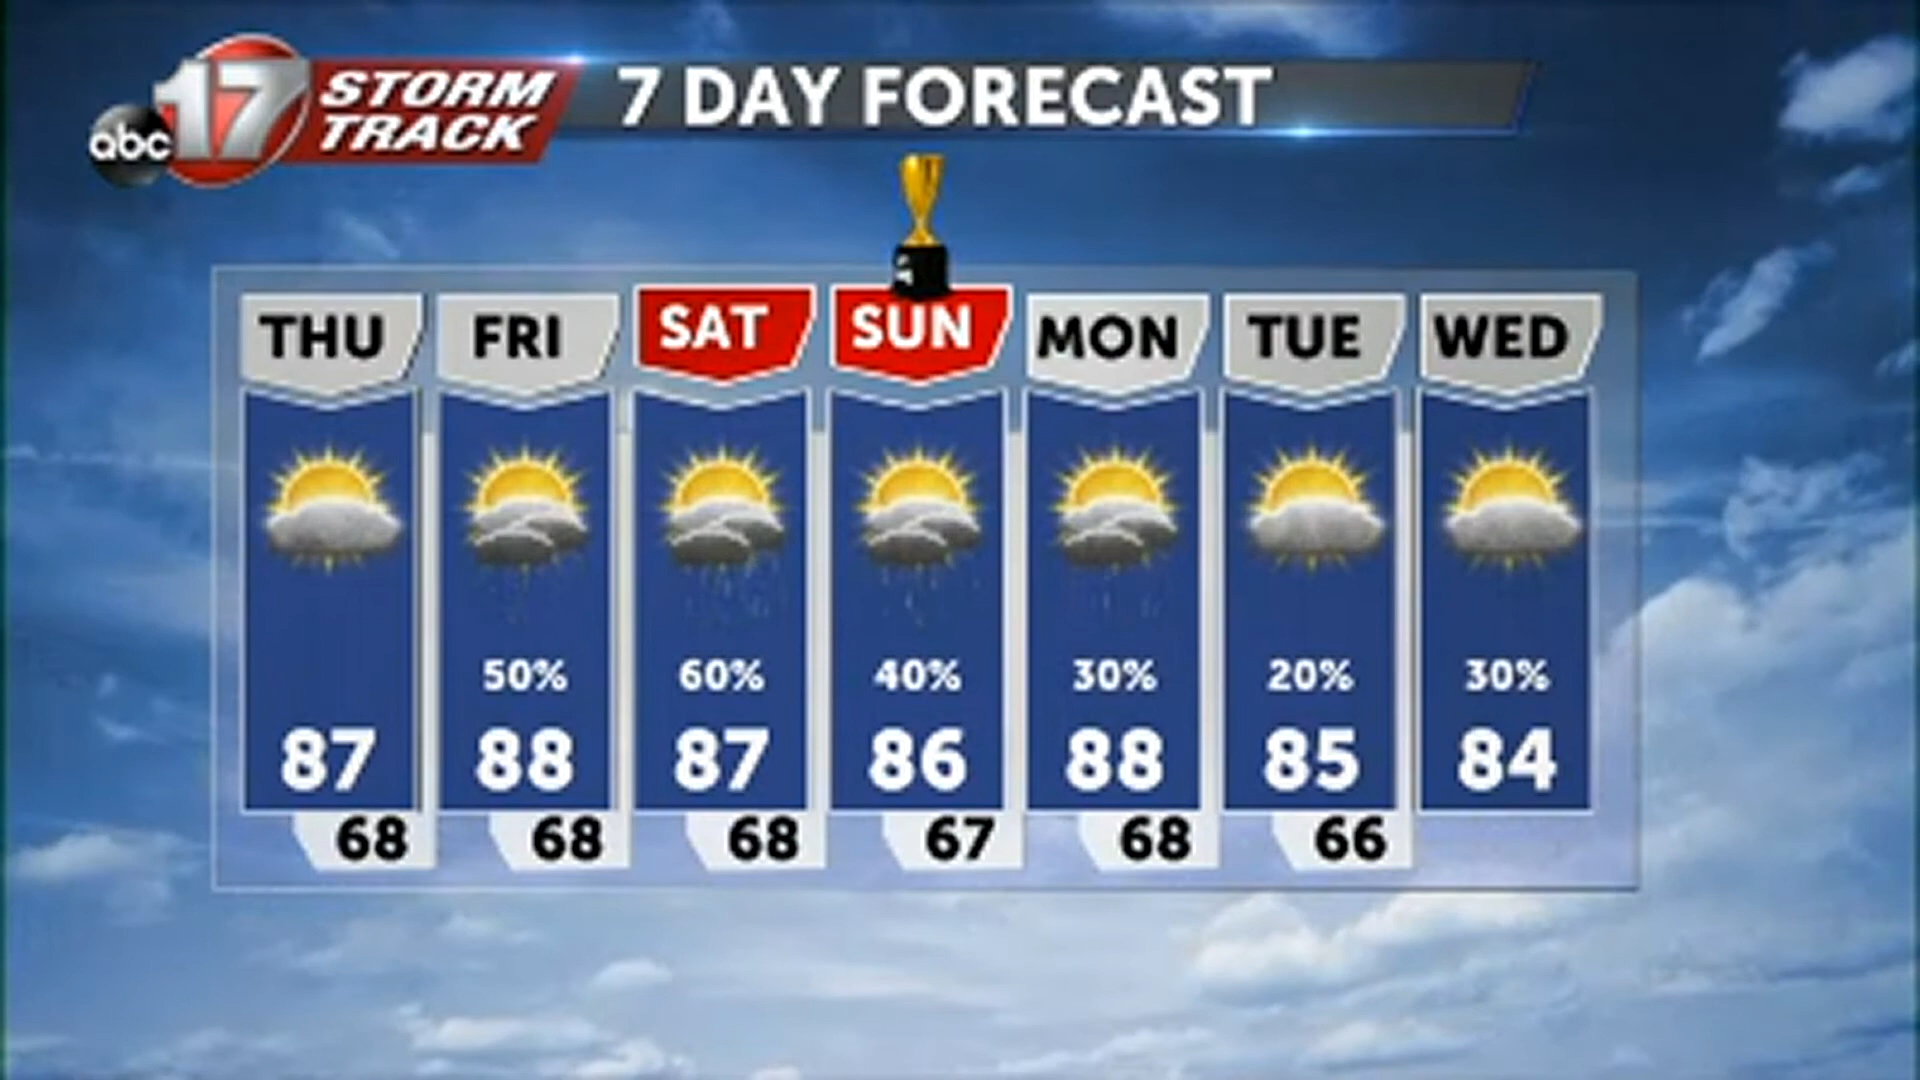 abc 17 STORM TRACK
7 DAY FORECAST
THU FRI SAT SUN MON TUE WED
50% 60% 40% 30% 20% 30%
87 88 87 86 88 85 84
68 68 68 67 68 66